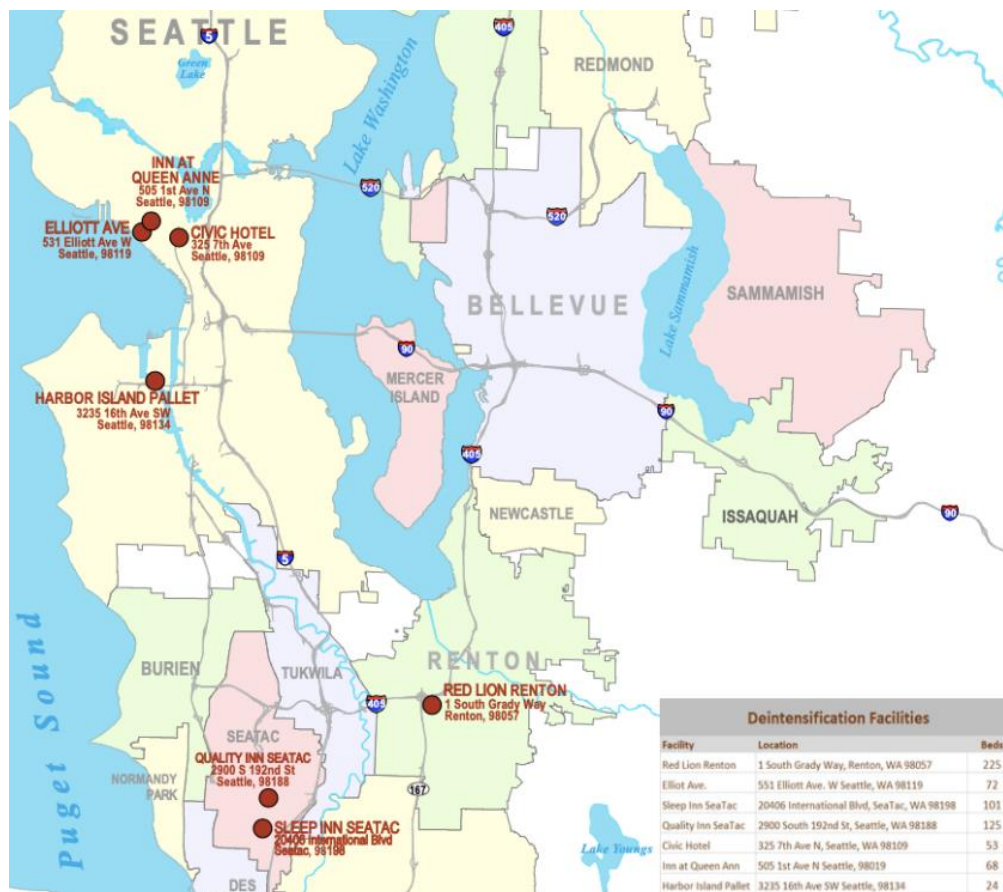 SEATTLE
5
405
Green
Lake
Lake Washington
REDMOND
INN AT
QUEEN ANNE
505 1st Ave N
Seattle, 98109
520
ELLIOTT AVE
531 Elliott Ave W
Seattle, 98119
CIVIC HOTEL
325 7th Ave
Seattle, 98109
520
BELLEVUE
Lake Sammamish
SAMMAMISH
90
MERCER
ISLAND
HARBOR ISLAND PALLET
3235 16th Ave SW
Seattle, 98134
90
405
NEWCASTLE
ISSAQUAH
90
5
Puget Sound
BURIEN
TUKWILA
RENTON
405
RED LION RENTON
1 South Grady Way
Renton, 98057
SEATAC
QUALITY INN SEATAC
2900 S 192nd St
Seattle, 98188
NORMANDY
PARK
167
SLEEP INN SEATAC
20406 International Blvd
Seatac, 98198
DES
Lake Youngs
Deintensification Facilities
Facility Location Beds
Red Lion Renton 1 South Grady Way, Renton, WA 98057 225
Elliot Ave. 551 Elliott Ave. W Seattle, WA 98119 72
Sleep Inn SeaTac 20406 International Blvd, SeaTac, WA 98198 101
Quality Inn SeaTac 2900 South 192nd St, Seattle, WA 98188 125
Civic Hotel 325 7th Ave N, Seattle, WA 98109 53
Inn at Queen Ann 505 1st Ave N Seattle, 98019 68
Harbor Island Pallet 3235 16th Ave SW Seattle, 98134 24